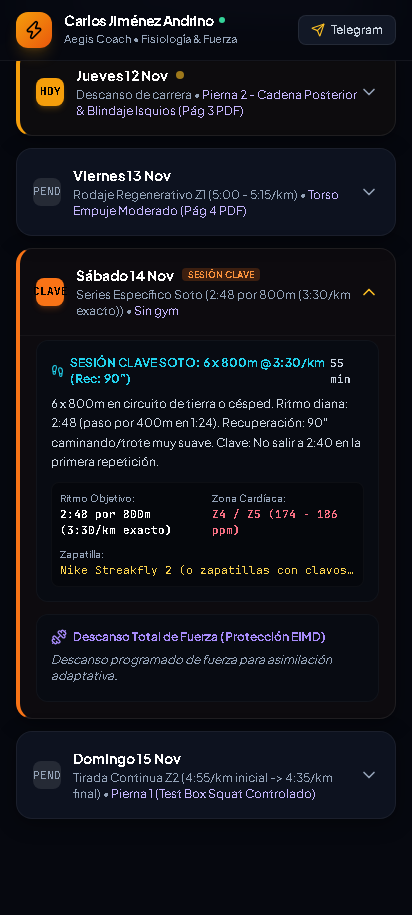 Carlos Jiménez Andrino
Aegis Coach • Fisiología & Fuerza
Telegram
HOY
Jueves 12 Nov
Descanso de carrera • Pierna 2 - Cadena Posterior
& Blindaje Isquios (Pág 3 PDF)
PEND
Viernes 13 Nov
Rodaje Regenerativo Z1 (5:00 - 5:15/km) • Torso
Empuje Moderado (Pág 4 PDF)
CLAVE
Sábado 14 Nov
SESIÓN CLAVE
Series Específico Soto (2:48 por 800m (3:30/km
exacto)) • Sin gym
SESIÓN CLAVE SOTO: 6x800m @ 3:30/km
(Rec: 90")
55
min
6x800m en circuito de tierra o césped. Ritmo diana:
2:48 (paso por 400m en 1:24). Recuperación: 90"
caminando/trote muy suave. Clave: No salir a 2:40 en la
primera repetición.
Ritmo Objetivo:
2:48 por 800m
(3:30/km exacto)
Zona Cardíaca:
Z4 / Z5 (174 - 186
ppm)
Zapatilla:
Nike Streakfly 2 (o zapatillas con clavos…
Descanso Total de Fuerza (Protección EIMD)
Descanso programado de fuerza para asimilación
adaptativa.
PEND
Domingo 15 Nov
Tirada Continua Z2 (4:55/km inicial -> 4:35/km
final) • Pierna 1 (Test Box Squat Controlado)